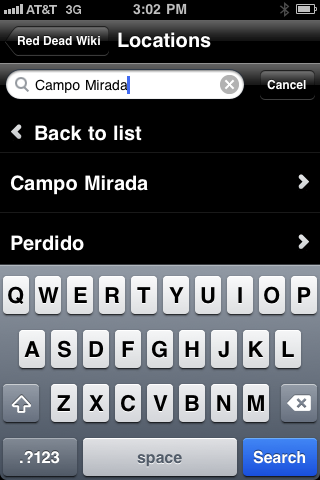 AT&T 3G 3:02 PM
Red Dead Wiki Locations
Campo Mirada Cancel
Back to list
Campo Mirada
Perdido
Q W E R T Y U I O P
A S D F G H J K L
Z X C V B N M
.?123 space Search